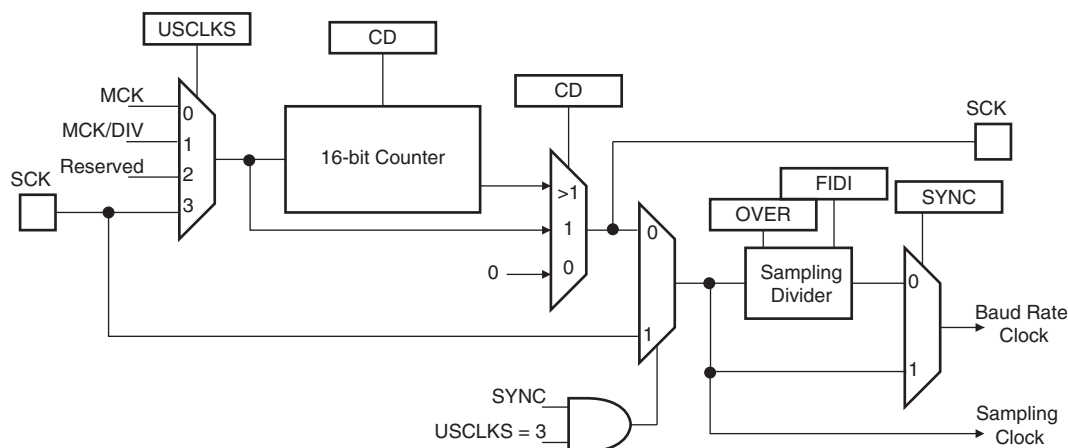 USCLKS
CD
CD
MCK
0
SCK
MCK/DIV
1
16-bit Counter
Reserved
2
>1
FIDI
SCK
3
OVER
SYNC
1
0
0
0
Sampling
Divider
0
Baud Rate
Clock
1
1
SYNC
USCLKS = 3
Sampling
Clock